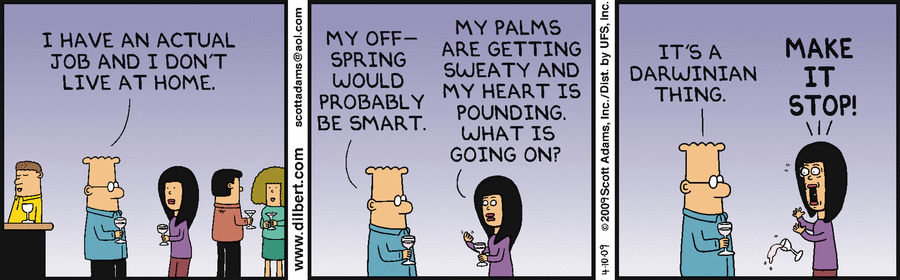 I HAVE AN ACTUAL
JOB AND I DON'T
LIVE AT HOME.
www.dilbert.com
scottadams@aol.com
MY OFF–
SPRING
WOULD
PROBABLY
BE SMART.
MY PALMS
ARE GETTING
SWEATY AND
MY HEART IS
POUNDING.
WHAT IS
GOING ON?
4-10-09 ©2009 Scott Adams, Inc./Dist. by UFS, Inc.
IT'S A
DARWINIAN
THING.
MAKE
IT
STOP!